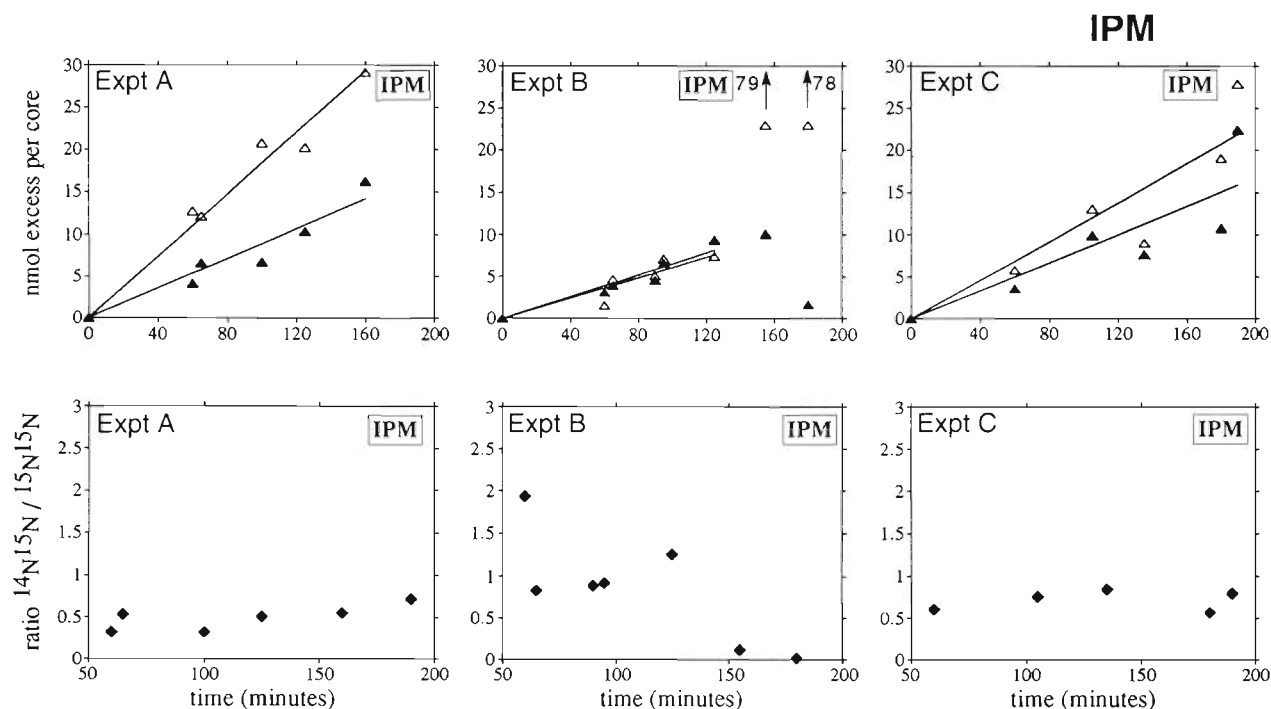 IPM
nmol excess per core
30
25
20
15
10
5
0
Expt A
IPM
0 40 80 120 160 200
30
25
20
15
10
5
0
Expt B
IPM
79
78
0 40 80 120 160 200
30
25
20
15
10
5
0
Expt C
IPM
0 40 80 120 160 200
ratio ¹⁴N¹⁵N / ¹⁵N¹⁵N
3
2.5
2
1.5
1
0.5
0
Expt A
IPM
50 100 150 200
time (minutes)
3
2.5
2
1.5
1
0.5
0
Expt B
IPM
50 100 150 200
time (minutes)
3
2.5
2
1.5
1
0.5
0
Expt C
IPM
50 100 150 200
time (minutes)